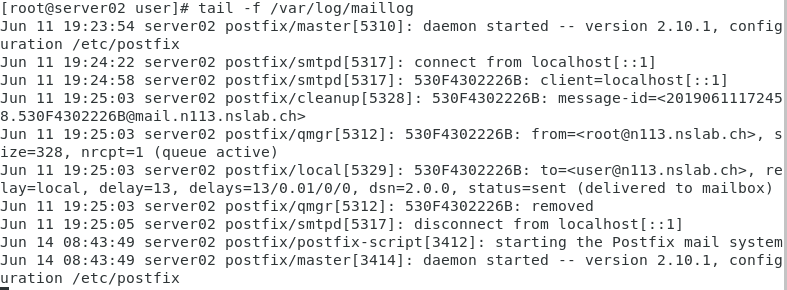 [root@server02 user]# tail -f /var/log/maillog
Jun 11 19:23:54 server02 postfix/master[5310]: daemon started -- version 2.10.1, config
uration /etc/postfix
Jun 11 19:24:22 server02 postfix/smtpd[5317]: connect from localhost[::1]
Jun 11 19:24:58 server02 postfix/smtpd[5317]: 530F4302226B: client=localhost[::1]
Jun 11 19:25:03 server02 postfix/cleanup[5328]: 530F4302226B: message-id=<2019061117245
8.530F4302226B@mail.n113.nslab.ch>
Jun 11 19:25:03 server02 postfix/qmgr[5312]: 530F4302226B: from=<root@n113.nslab.ch>, s
ize=328, nrcpt=1 (queue active)
Jun 11 19:25:03 server02 postfix/local[5329]: 530F4302226B: to=<user@n113.nslab.ch>, re
lay=local, delay=13, delays=13/0.01/0/0, dsn=2.0.0, status=sent (delivered to mailbox)
Jun 11 19:25:03 server02 postfix/qmgr[5312]: 530F4302226B: removed
Jun 11 19:25:05 server02 postfix/smtpd[5317]: disconnect from localhost[::1]
Jun 14 08:43:49 server02 postfix/postfix-script[3412]: starting the Postfix mail system
Jun 14 08:43:49 server02 postfix/master[3414]: daemon started -- version 2.10.1, config
uration /etc/postfix